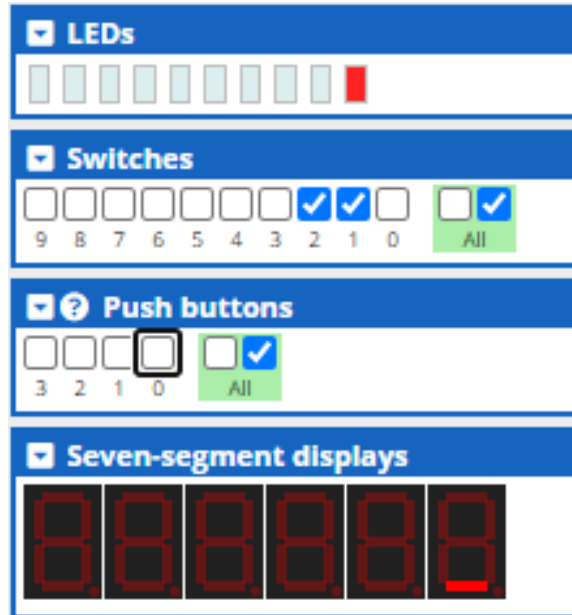 LEDs
Switches
9 8 7 6 5 4 3 2 1 0 All
Push buttons
3 2 1 0 All
Seven-segment displays